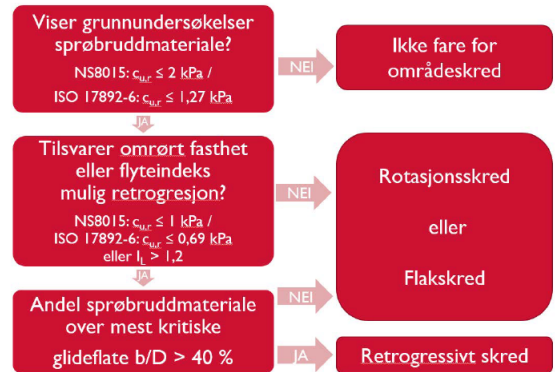 Viser grunnundersøkelser
sprøbruddmateriale?
NS8015: cu,r ≤ 2 kPa /
ISO 17892-6: cu,r ≤ 1,27 kPa
NEI
Ikke fare for
områdeskred
JA
Tilsvarer omrørt fasthet
eller flyteindeks
mulig retrogresjon?
NS8015: cu,r ≤ 1 kPa /
ISO 17892-6: cu,r ≤ 0,69 kPa
eller IL > 1,2
NEI
Rotasjonsskred
eller
Flakskred
JA
Andel sprøbruddmateriale
over mest kritiske
glideflate b/D > 40 %
NEI
JA
Retrogressivt skred